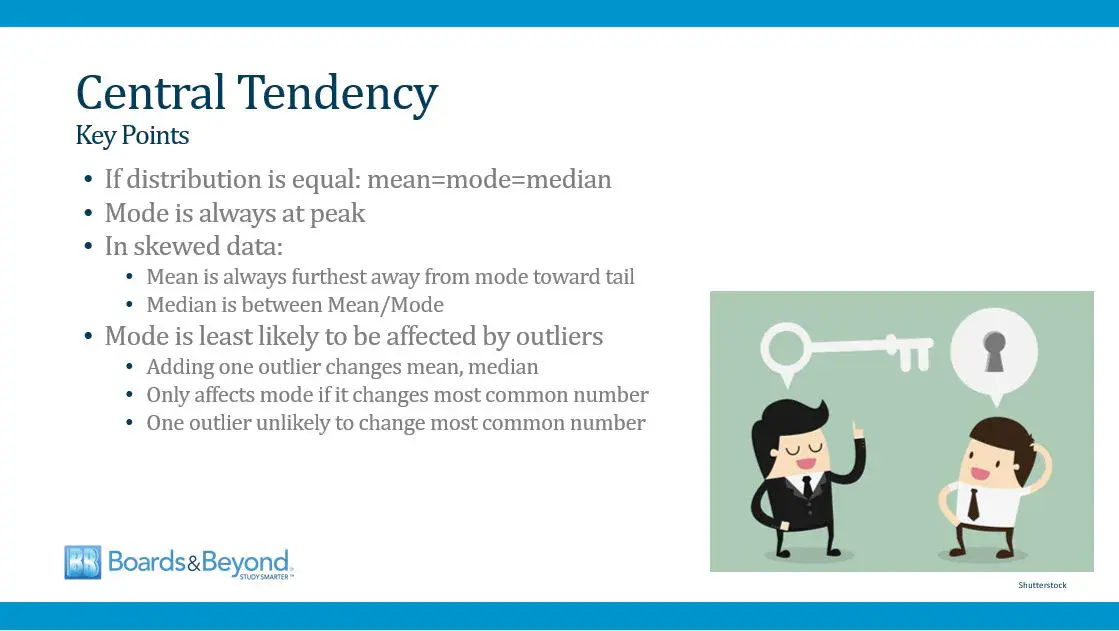 Central Tendency
Key Points
• If distribution is equal: mean=mode=median
• Mode is always at peak
• In skewed data:
• Mean is always furthest away from mode toward tail
• Median is between Mean/Mode
• Mode is least likely to be affected by outliers
• Adding one outlier changes mean, median
• Only affects mode if it changes most common number
• One outlier unlikely to change most common number
BB Boards&Beyond.
STUDY SMARTER™
Shutterstock